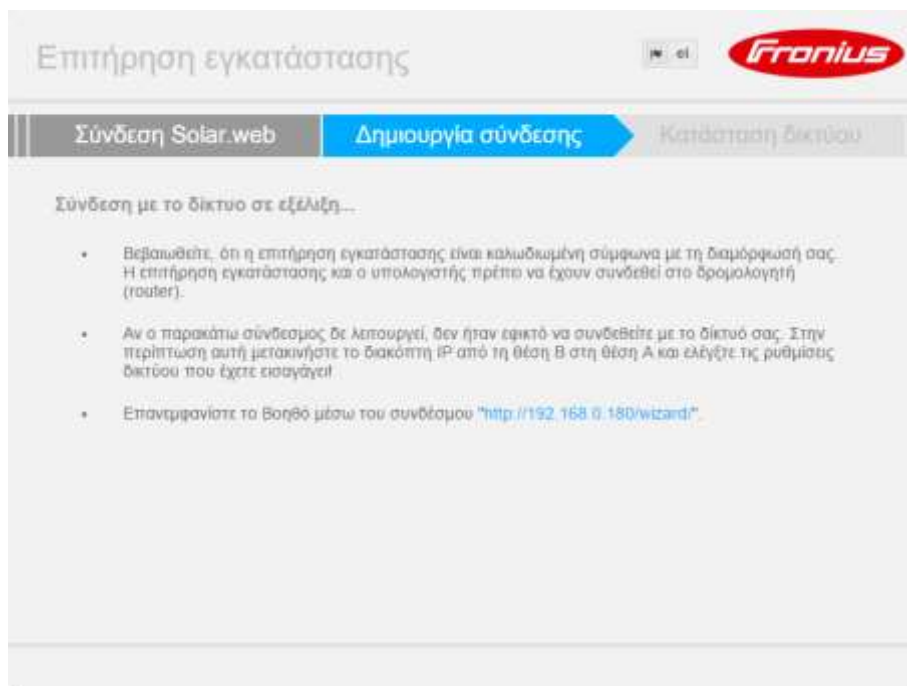 Επιτήρηση εγκατάστασης
el
Fronius
Σύνδεση Solar.web
Δημιουργία σύνδεσης
Κατάσταση δικτύου
Σύνδεση με το δίκτυο σε εξέλιξη...
• Βεβαιωθείτε, ότι η επιτήρηση εγκατάστασης είναι καλωδιωμένη σύμφωνα με τη διαμόρφωσή σας.
Η επιτήρηση εγκατάστασης και ο υπολογιστής πρέπει να έχουν συνδεθεί στο δρομολογητή
(router).
• Αν ο παρακάτω σύνδεσμος δε λειτουργεί, δεν ήταν εφικτό να συνδεθείτε με το δίκτυό σας. Στην
περίπτωση αυτή μετακινήστε το διακόπτη IP από τη θέση B στη θέση A και ελέγξτε τις ρυθμίσεις
δικτύου που έχετε εισαγάγει!
• Επανεμφανίστε το Βοηθό μέσω του συνδέσμου "http://192.168.0.180/wizard/".